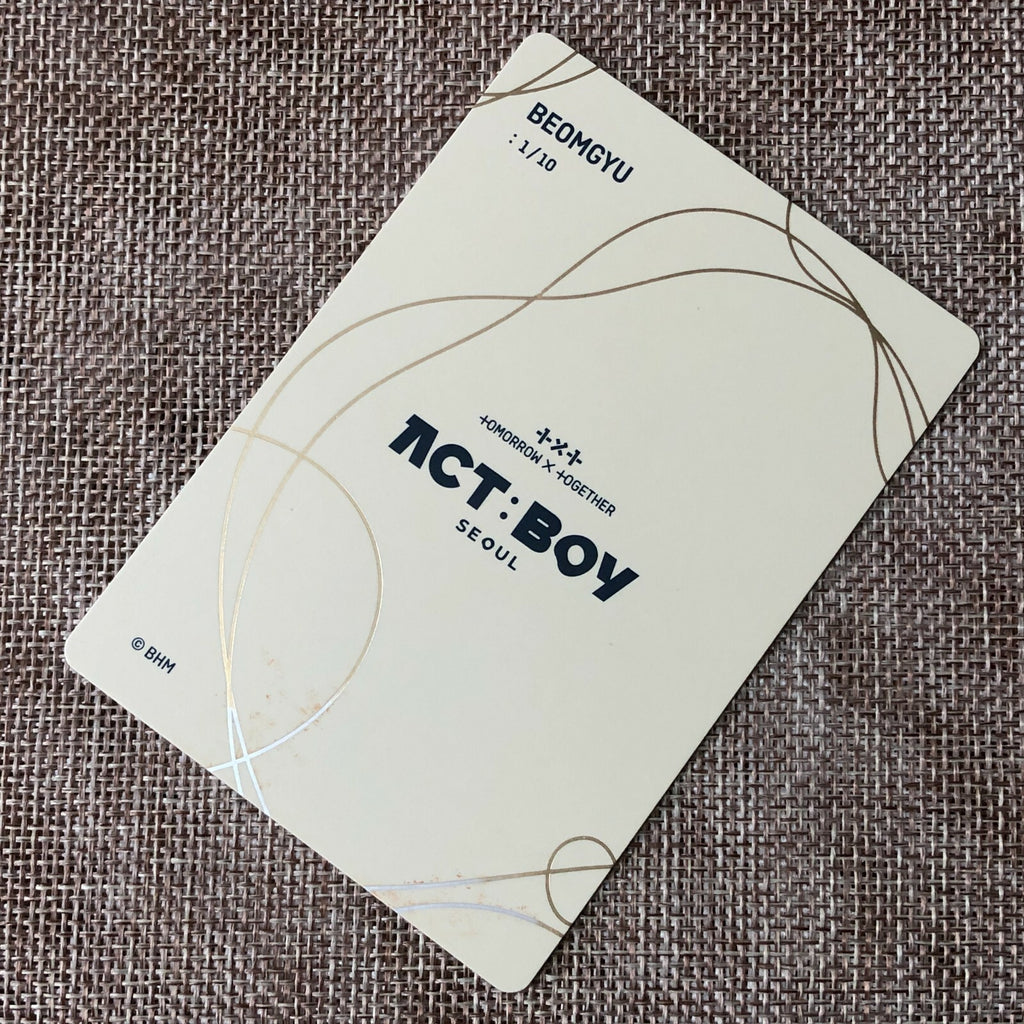 BEOMGYU
: 1/10
t×t
tOMORROW × tOGETHER
ACT : BOY
SEOUL
© BHM